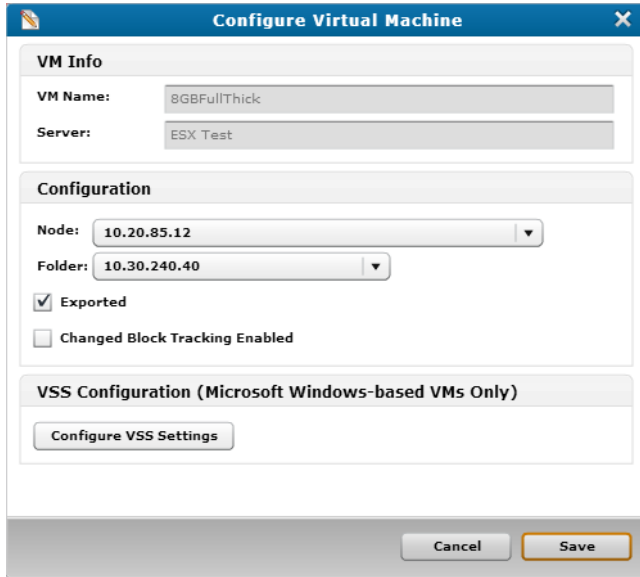 Configure Virtual Machine
VM Info
VM Name: 8GBFullThick
Server: ESX Test
Configuration
Node: 10.20.85.12
Folder: 10.30.240.40
Exported
Changed Block Tracking Enabled
VSS Configuration (Microsoft Windows-based VMs Only)
Configure VSS Settings
Cancel Save